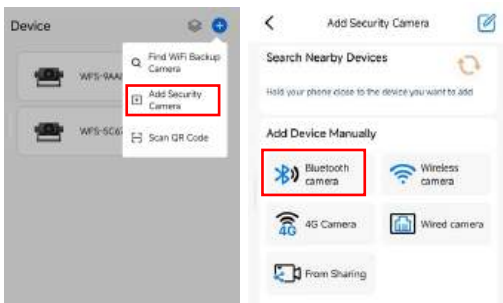 Device
Find WiFi Backup
Camera
Add Security
Camera
Scan QR Code
Add Security Camera
Search Nearby Devices
Hold your phone close to the device you want to add
Add Device Manually
Bluetooth
camera
Wireless
camera
4G
4G Camera
Wired camera
From Sharing